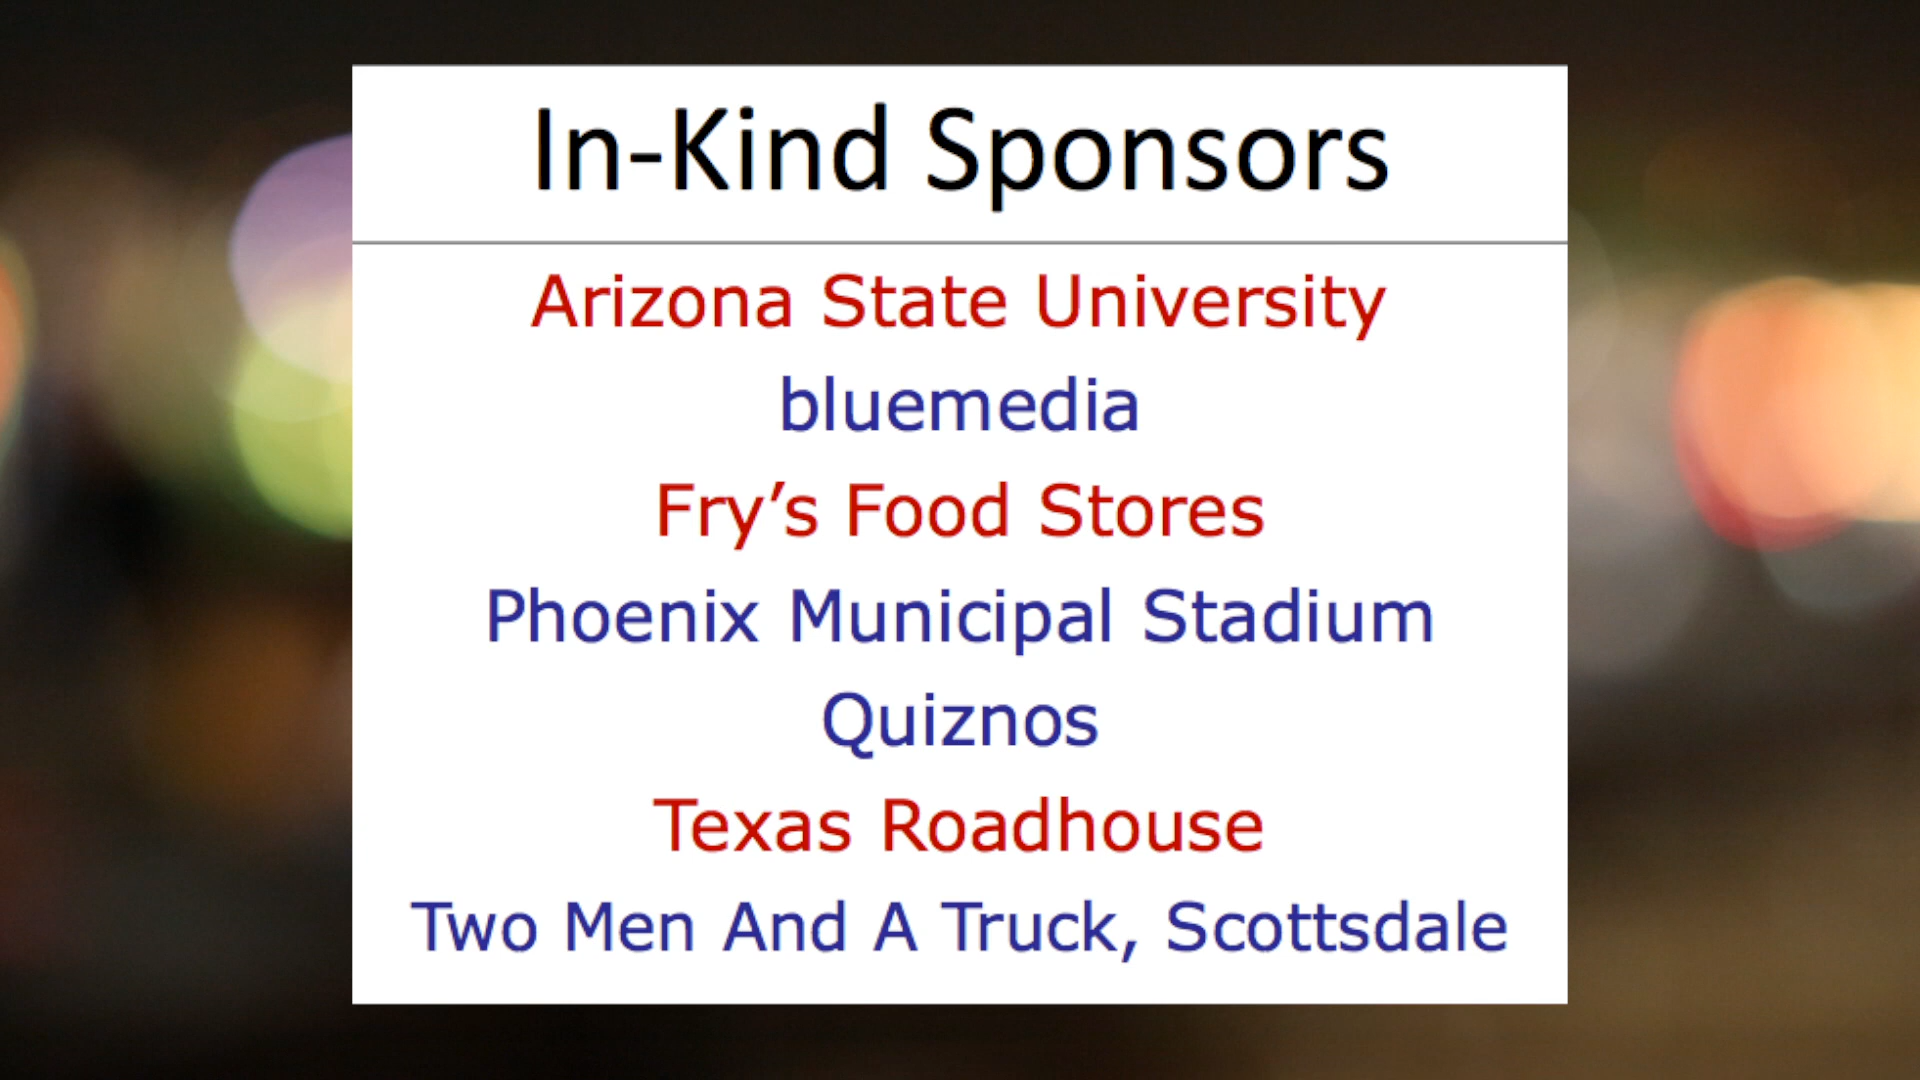 In-Kind Sponsors
Arizona State University
bluemedia
Fry’s Food Stores
Phoenix Municipal Stadium
Quiznos
Texas Roadhouse
Two Men And A Truck, Scottsdale